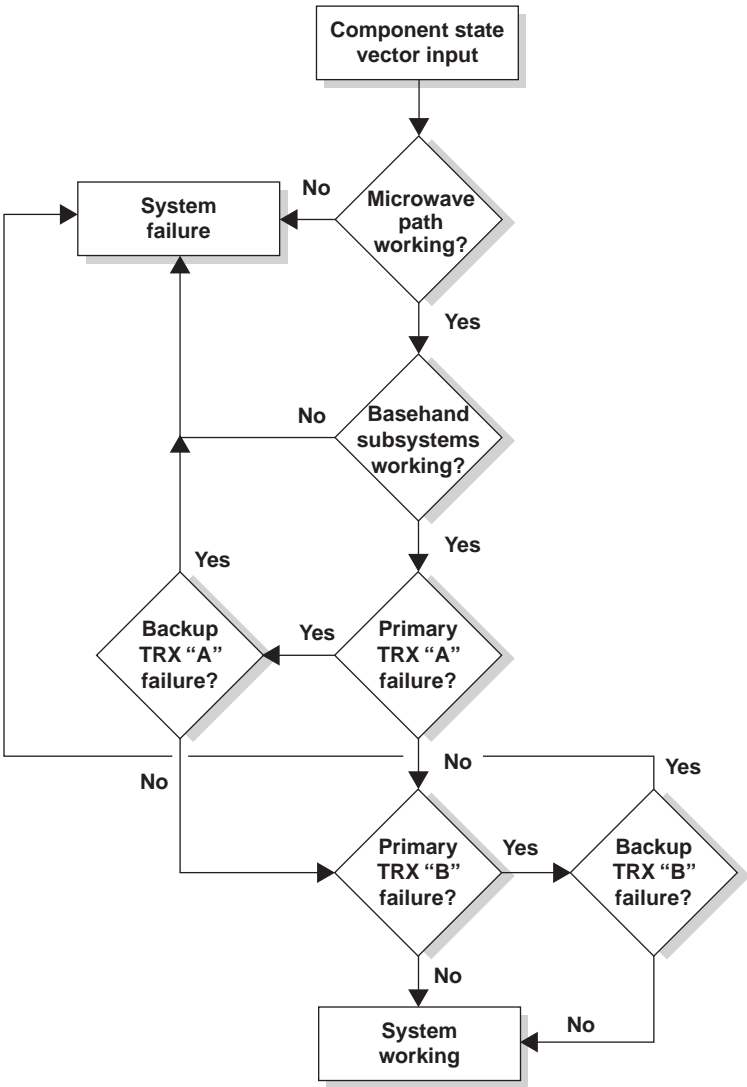 Component state
vector input
No
System
failure
Microwave
path
working?
Yes
No
Basehand
subsystems
working?
Yes
Yes
Backup
TRX “A”
failure?
Yes
Primary
TRX “A”
failure?
No
No
Yes
Primary
TRX “B”
failure?
Yes
Backup
TRX “B”
failure?
No
System
working
No